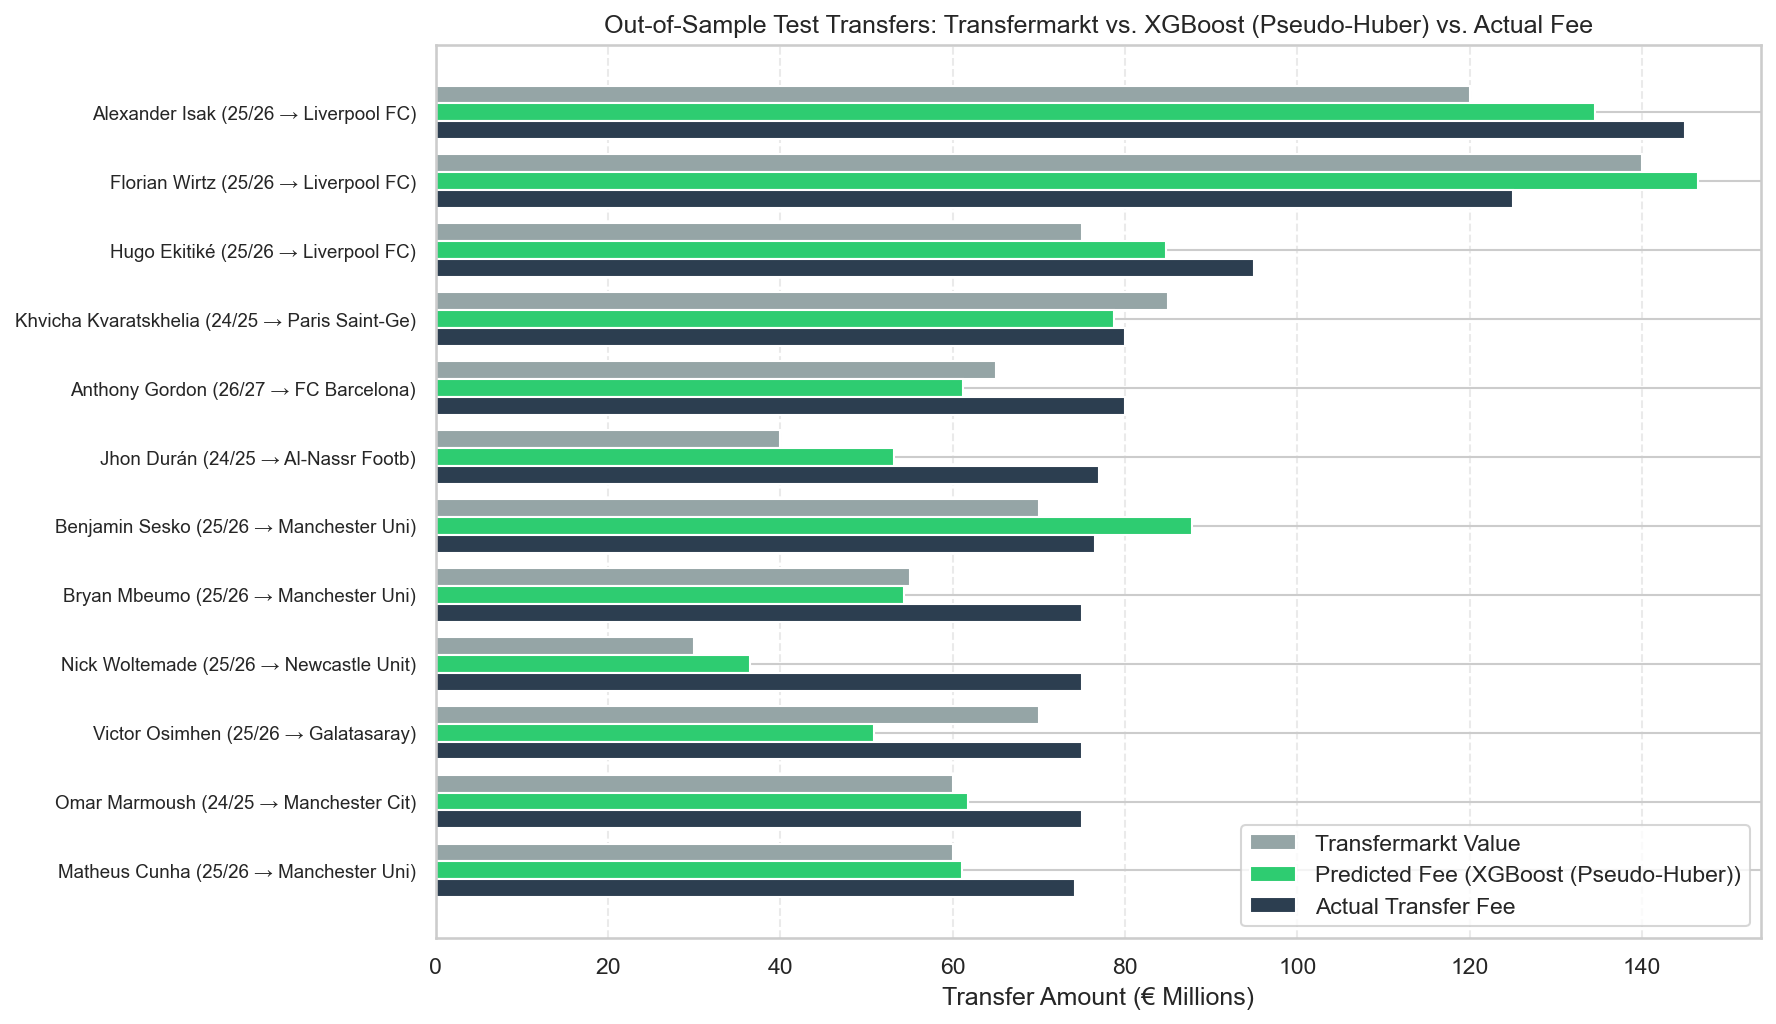 Out-of-Sample Test Transfers: Transfermarkt vs. XGBoost (Pseudo-Huber) vs. Actual Fee
Alexander Isak (25/26 → Liverpool FC)
Florian Wirtz (25/26 → Liverpool FC)
Hugo Ekitiké (25/26 → Liverpool FC)
Khvicha Kvaratskhelia (24/25 → Paris Saint-Ge)
Anthony Gordon (26/27 → FC Barcelona)
Jhon Durán (24/25 → Al-Nassr Footb)
Benjamin Sesko (25/26 → Manchester Uni)
Bryan Mbeumo (25/26 → Manchester Uni)
Nick Woltemade (25/26 → Newcastle Unit)
Victor Osimhen (25/26 → Galatasaray)
Omar Marmoush (24/25 → Manchester Cit)
Matheus Cunha (25/26 → Manchester Uni)
Transfermarkt Value
Predicted Fee (XGBoost (Pseudo-Huber))
Actual Transfer Fee
0 20 40 60 80 100 120 140
Transfer Amount (€ Millions)